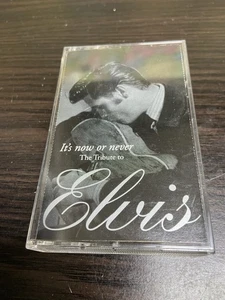 It's now or never
The Tribute to
Elvis